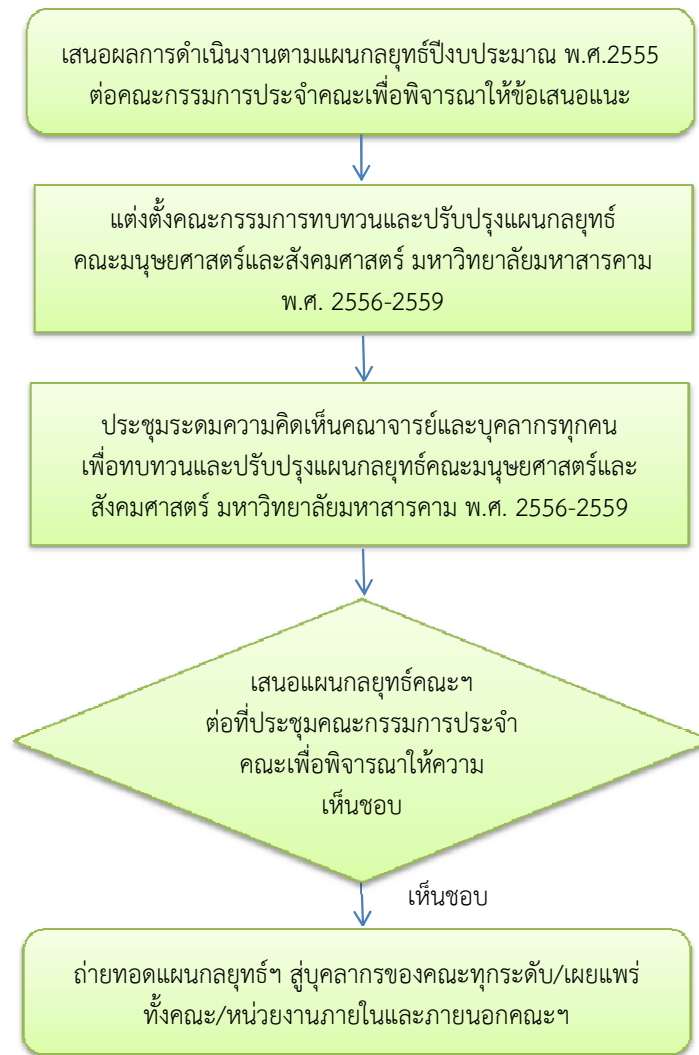 เสนอผลการดำเนินงานตามแผนกลยุทธ์ปีงบประมาณ พ.ศ.2555
ต่อคณะกรรมการประจำคณะเพื่อพิจารณาให้ข้อเสนอแนะ
แต่งตั้งคณะกรรมการทบทวนและปรับปรุงแผนกลยุทธ์
คณะมนุษยศาสตร์และสังคมศาสตร์ มหาวิทยาลัยมหาสารคาม
พ.ศ. 2556-2559
ประชุมระดมความคิดเห็นคณาจารย์และบุคลากรทุกคน
เพื่อทบทวนและปรับปรุงแผนกลยุทธ์คณะมนุษยศาสตร์และ
สังคมศาสตร์ มหาวิทยาลัยมหาสารคาม พ.ศ. 2556-2559
เสนอแผนกลยุทธ์คณะฯ
ต่อที่ประชุมคณะกรรมการประจำ
คณะเพื่อพิจารณาให้ความ
เห็นชอบ
เห็นชอบ
ถ่ายทอดแผนกลยุทธ์ฯ สู่บุคลากรของคณะทุกระดับ/เผยแพร่
ทั้งคณะ/หน่วยงานภายในและภายนอกคณะฯ